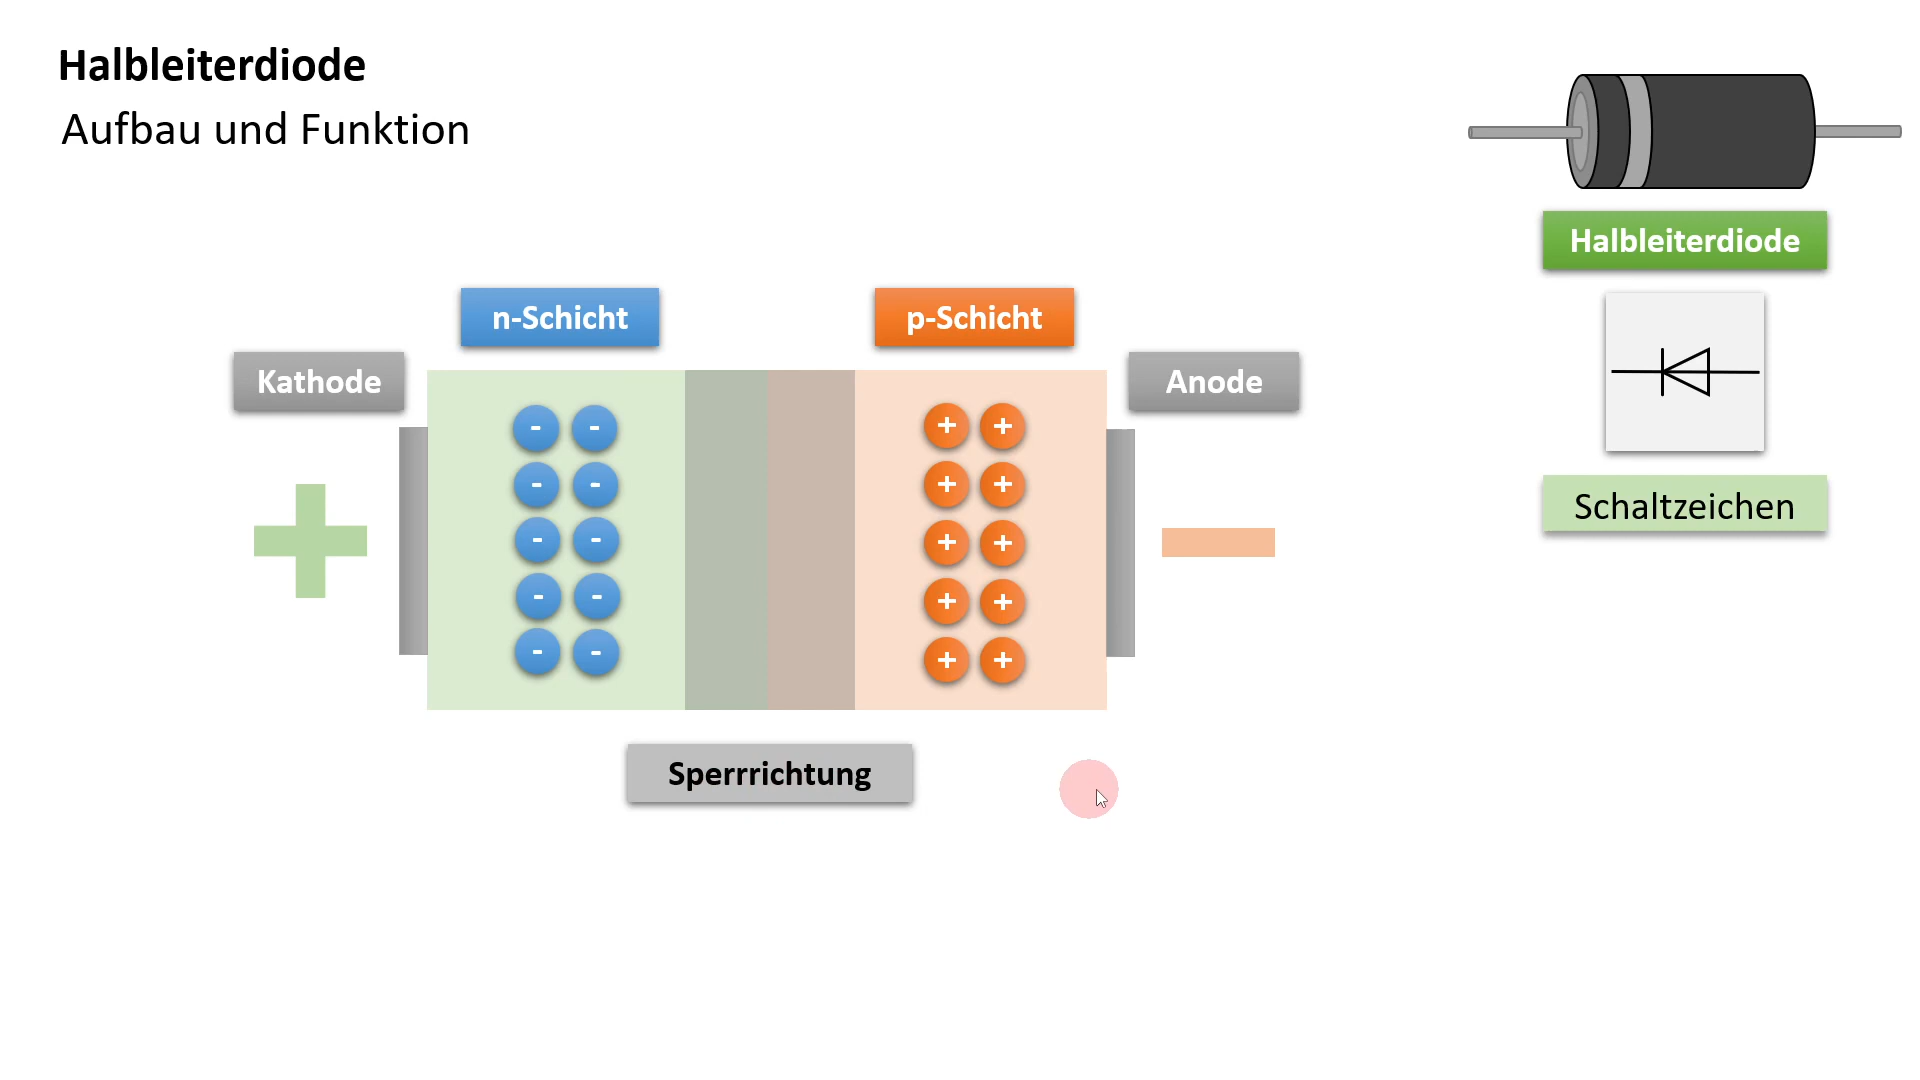 Halbleiterdiode
Aufbau und Funktion
Halbleiterdiode
n-Schicht
p-Schicht
Kathode
Anode
- - + +
- - + +
- - + +
- - + +
- - + +
Schaltzeichen
Sperrrichtung